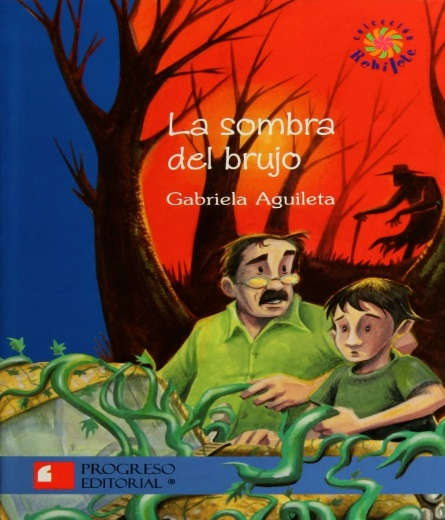 colección
Rehilete
La sombra
del brujo
Gabriela Aguileta
PROGRESO
EDITORIAL ®